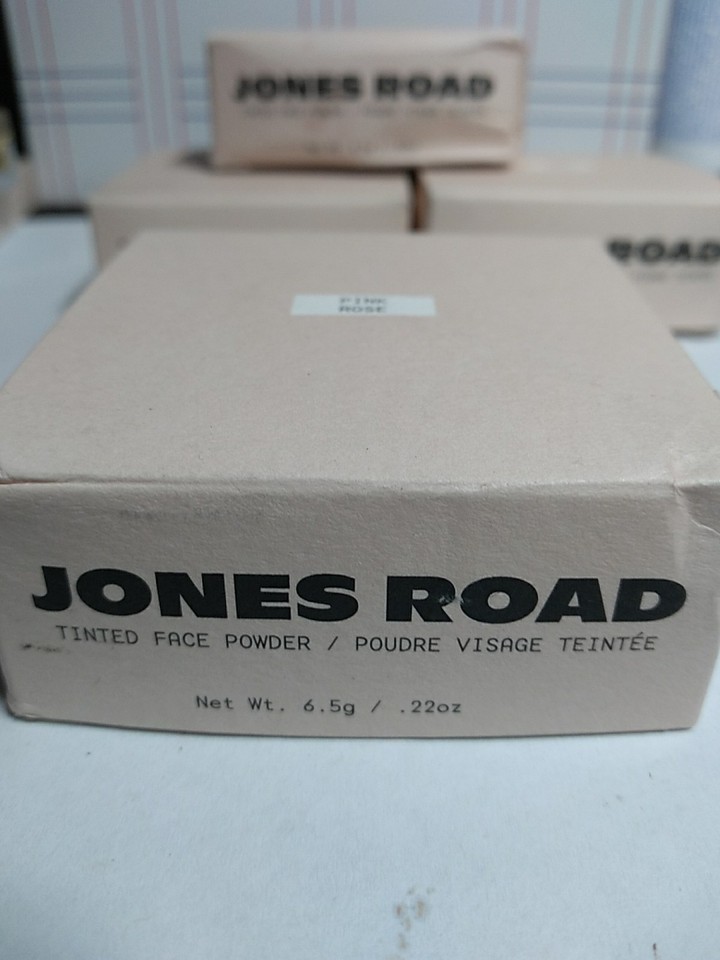 JONES ROAD
ROAD
PINK
ROSE
JONES ROAD
TINTED FACE POWDER / POUDRE VISAGE TEINTÉE
Net Wt. 6.5g / .22oz